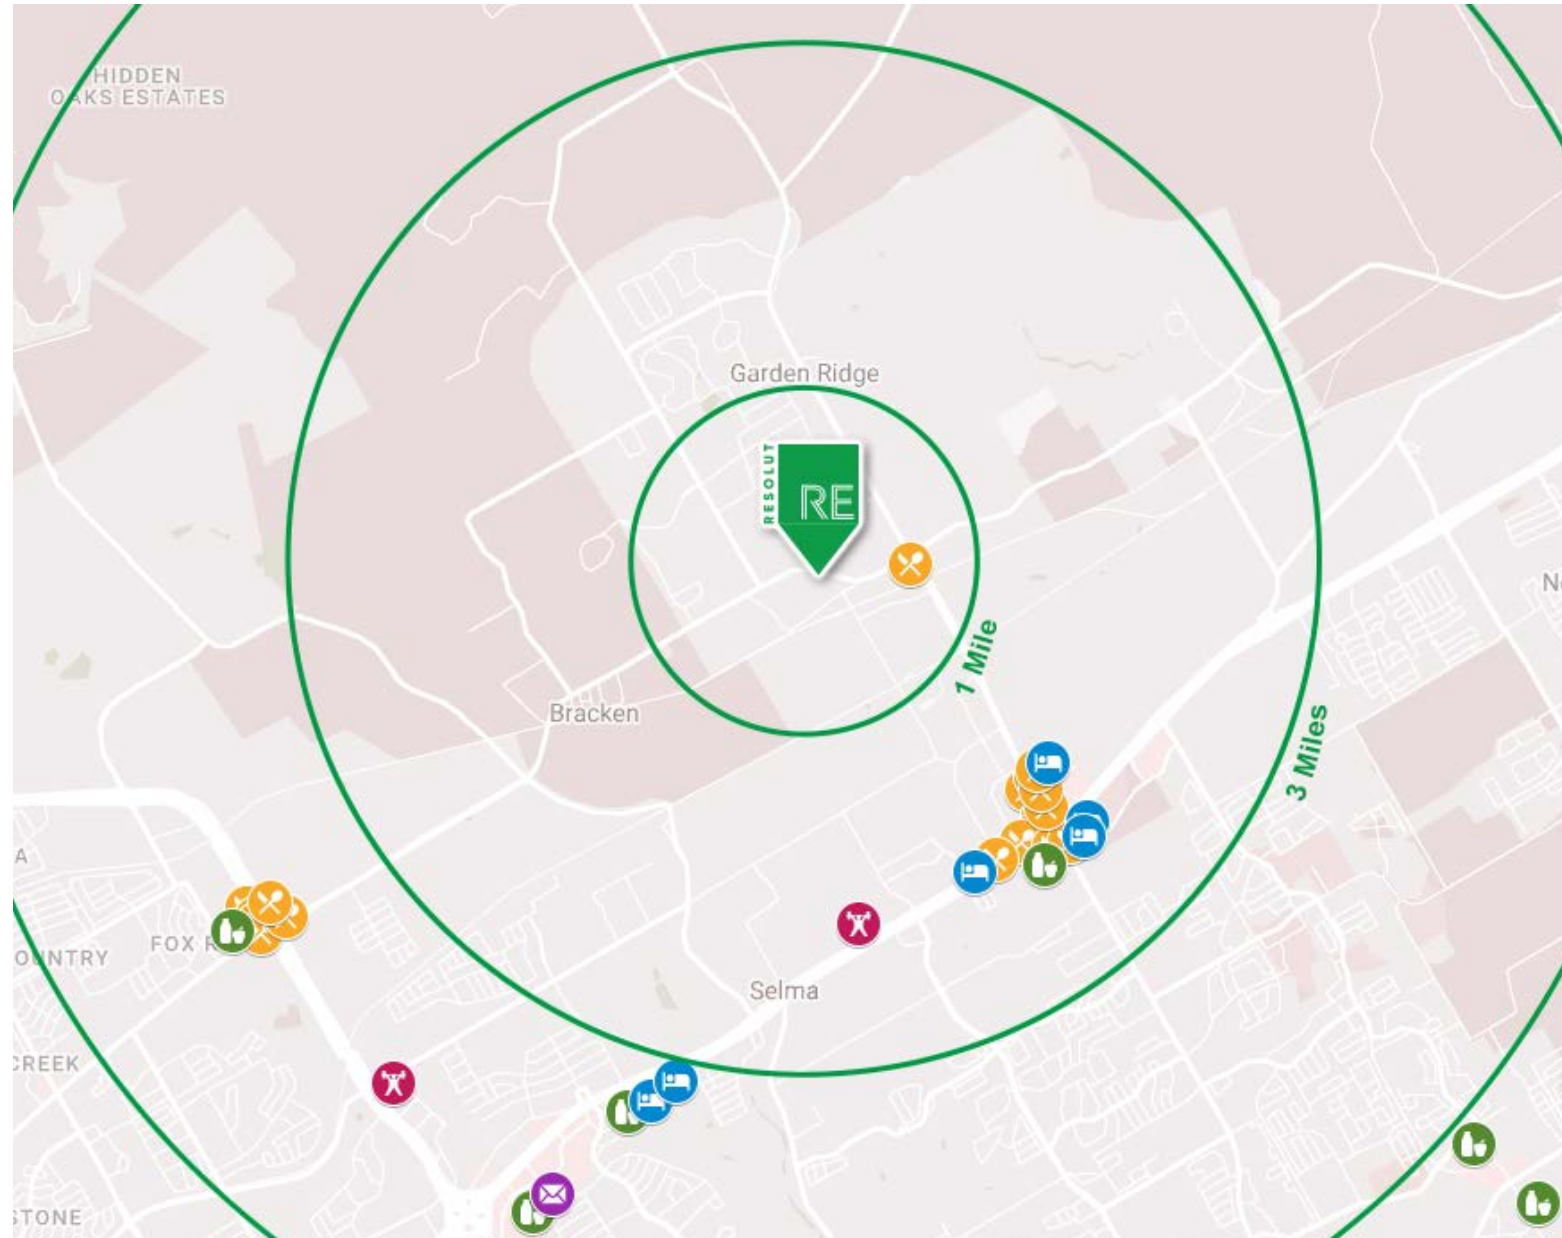 HIDDEN
OAKS ESTATES
Garden Ridge
RESOLUT
RE
1 Mile
Bracken
3 Miles
A
FOX R
OUNTRY
Selma
CREEK
STONE